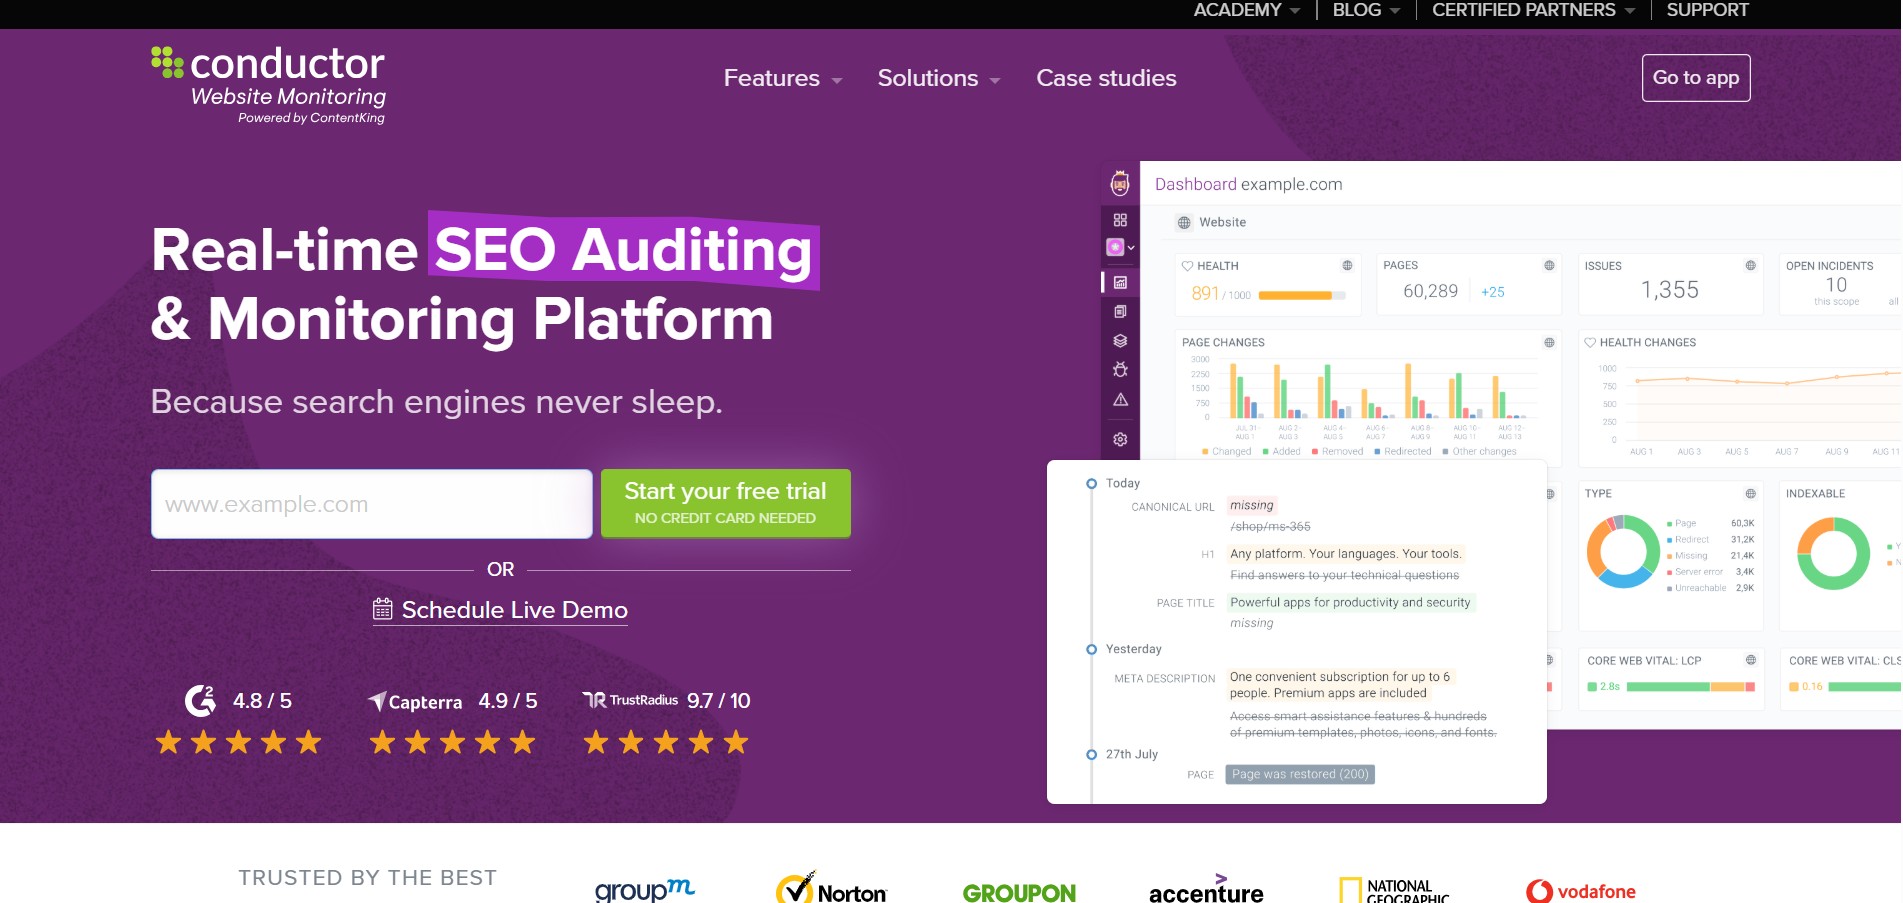 ACADEMY
BLOG
CERTIFIED PARTNERS
SUPPORT
conductor
Website Monitoring
Powered by ContentKing
Features
Solutions
Case studies
Go to app
Real-time SEO Auditing
& Monitoring Platform
Because search engines never sleep.
www.example.com
Start your free trial
NO CREDIT CARD NEEDED
OR
Schedule Live Demo
G2 4.8 / 5
Capterra 4.9 / 5
TR TrustRadius 9.7 / 10
Dashboard example.com
Website
HEALTH
891 / 1000
PAGES
60,289 +25
ISSUES
1,355
OPEN INCIDENTS
10
this scope all
PAGE CHANGES
3000
2250
1500
750
0
JUL 31 - AUG 2 - AUG 4 - AUG 6 - AUG 8 - AUG 10 - AUG 12 -
AUG 1 AUG 3 AUG 5 AUG 7 AUG 9 AUG 11 AUG 13
Changed Added Removed Redirected Other changes
HEALTH CHANGES
1000
750
500
250
0
AUG 1 AUG 3 AUG 5 AUG 7 AUG 9 AUG 11
Today
CANONICAL URL missing
/shop/ms-365
H1 Any platform. Your languages. Your tools.
Find answers to your technical questions
PAGE TITLE Powerful apps for productivity and security
missing
Yesterday
META DESCRIPTION One convenient subscription for up to 6
people. Premium apps are included
Access smart assistance features & hundreds
of premium templates, photos, icons, and fonts.
27th July
PAGE Page was restored (200)
TYPE
Page 60,3K
Redirect 31,2K
Missing 21,4K
Server error 3,4K
Unreachable 2,9K
INDEXABLE
Y
N
CORE WEB VITAL: LCP
2.8s
CORE WEB VITAL: CLS
0.16
TRUSTED BY THE BEST
groupm
Norton
GROUPON
accenture
NATIONAL
GEOGRAPHIC
vodafone